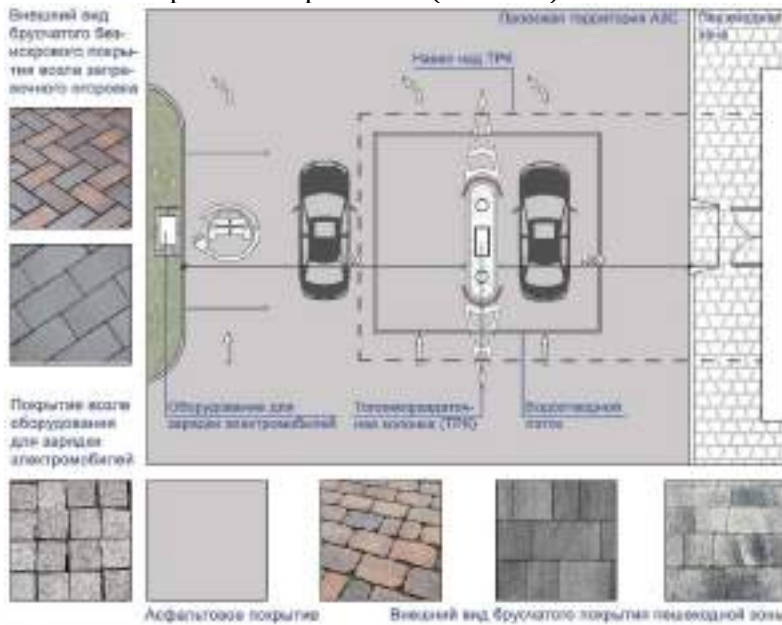 Внешний вид
брусчатого без-
искрового покры-
тия возле запра-
вочного островка
Навес над ТРК
территория АЗС
Пешеходная
зона
Покрытие возле
оборудования
для зарядки
электромобилей
Оборудование для
зарядки электромобилей
Топливораздаточ-
ная колонка (ТРК)
Водоотводной
лоток
Асфальтовое покрытие
Внешний вид брусчатого покрытия пешеходной зоны